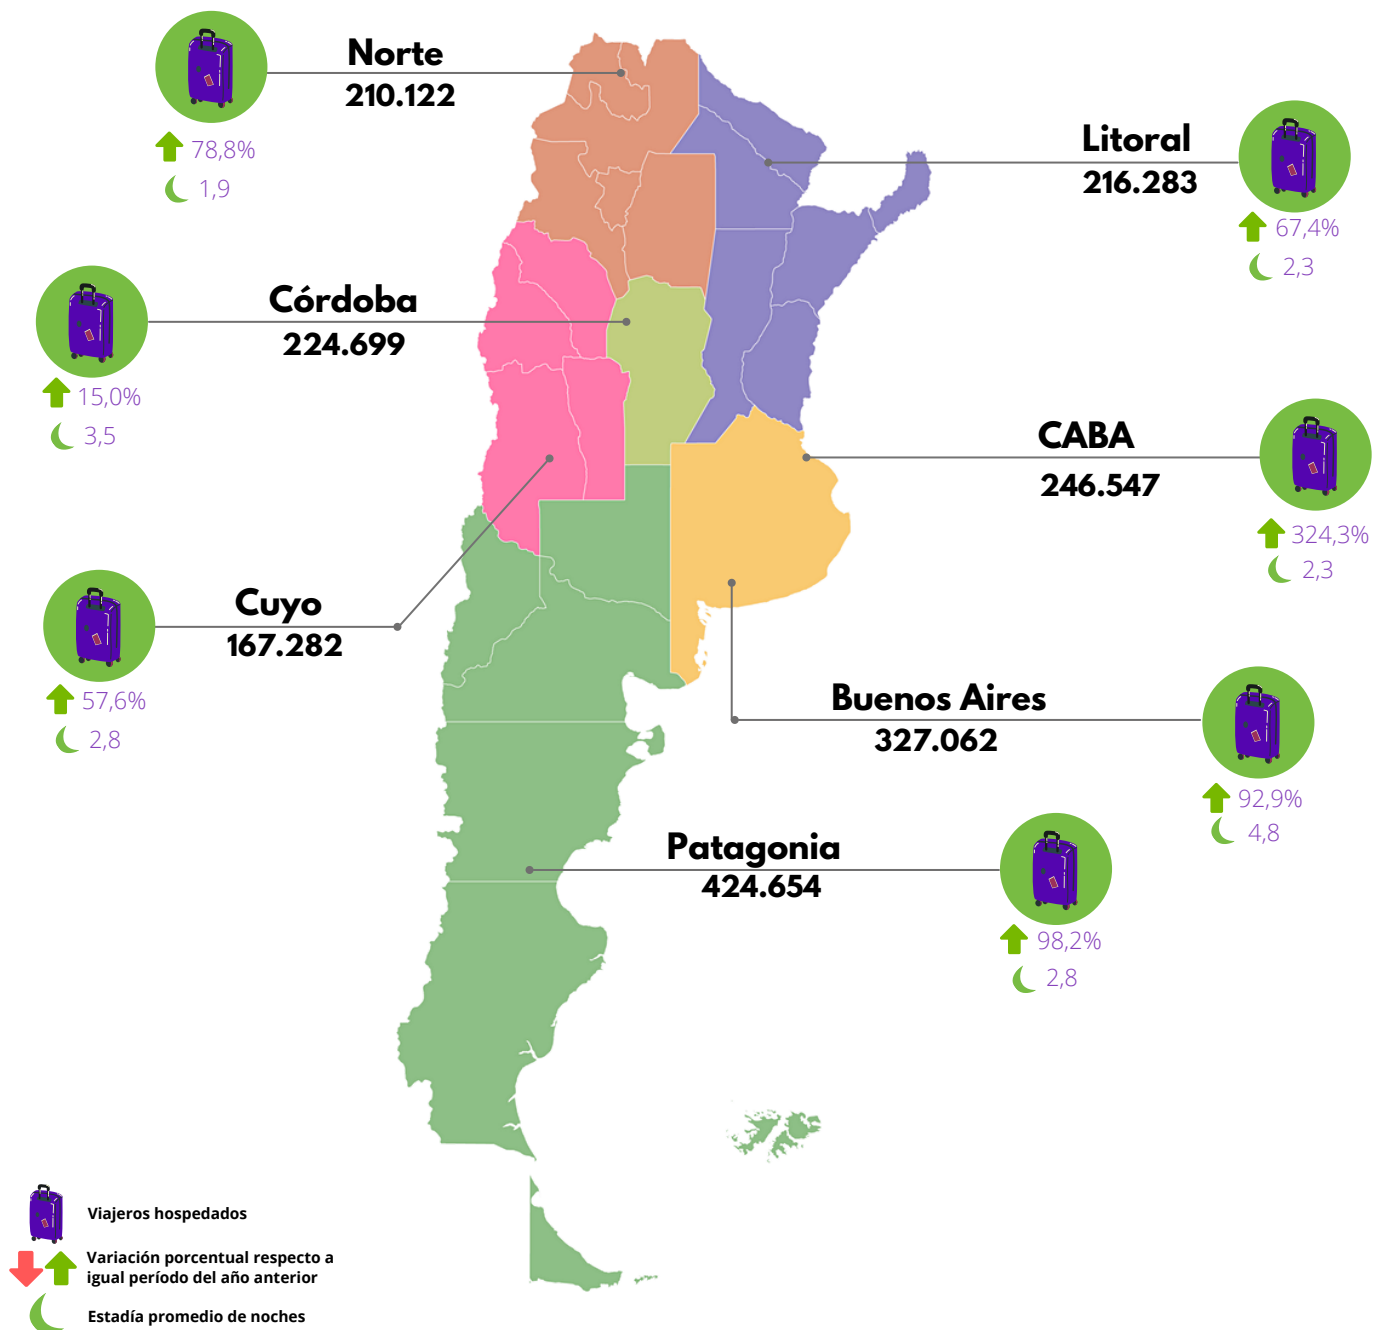 Norte
210.122
78,8%
1,9
Litoral
216.283
67,4%
2,3
Córdoba
224.699
15,0%
3,5
CABA
246.547
324,3%
2,3
Cuyo
167.282
57,6%
2,8
Buenos Aires
327.062
92,9%
4,8
Patagonia
424.654
98,2%
2,8
Viajeros hospedados
Variación porcentual respecto a
igual período del año anterior
Estadía promedio de noches